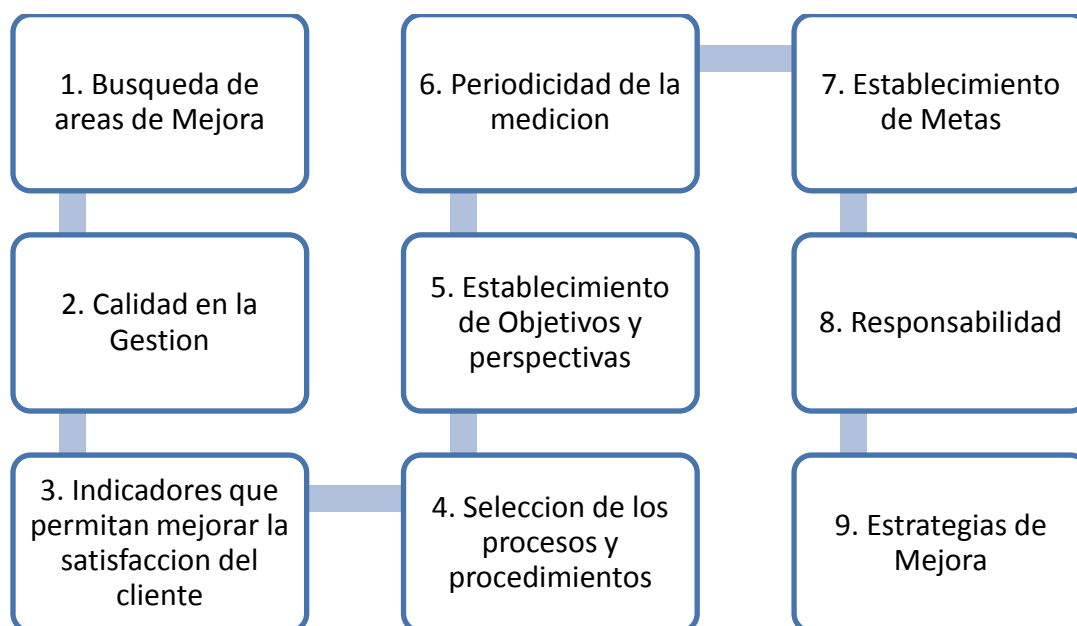 1. Busqueda de
areas de Mejora
2. Calidad en la
Gestion
3. Indicadores que
permitan mejorar la
satisfaccion del
cliente
4. Seleccion de los
procesos y
procedimientos
5. Establecimiento
de Objetivos y
perspectivas
6. Periodicidad de la
medicion
7. Establecimiento
de Metas
8. Responsabilidad
9. Estrategias de
Mejora